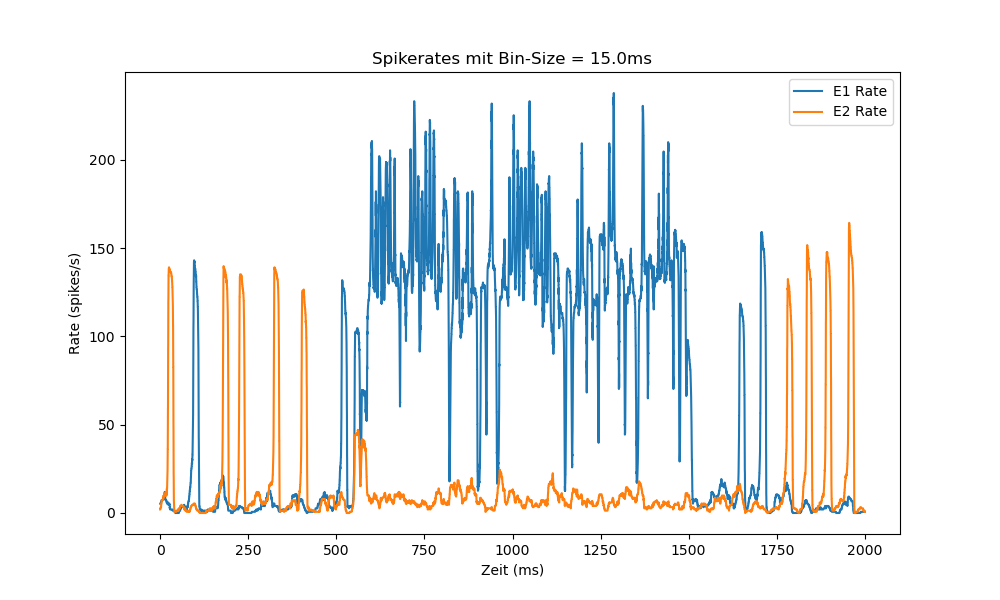 Spikerates mit Bin-Size = 15.0ms
E1 Rate
E2 Rate
Rate (spikes/s)
200
150
100
50
0
0 250 500 750 1000 1250 1500 1750 2000
Zeit (ms)